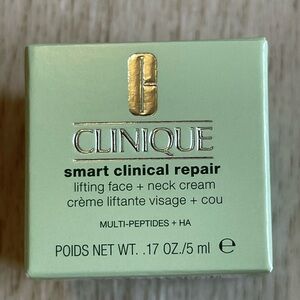 CLINIQUE
smart clinical repair
lifting face + neck cream
crème liftante visage + cou
MULTI-PEPTIDES + HA
POIDS NET WT. .17 OZ./5 ml ℮